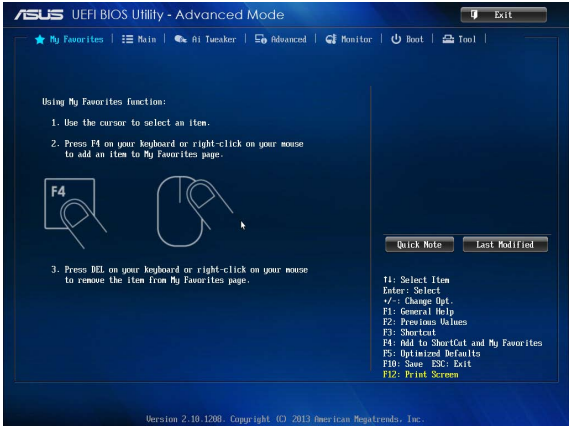 ASUS UEFI BIOS Utility - Advanced Mode
Exit
My Favorites | Main | Ai Tweaker | Advanced | Monitor | Boot | Tool |
Using My Favorites function:
1. Use the cursor to select an item.
2. Press F4 on your keyboard or right-click on your mouse
to add an item to My Favorites page.
F4
Quick Note
Last Modified
3. Press DEL on your keyboard or right-click on your mouse
to remove the item from My Favorites page.
↑↓: Select Item
Enter: Select
+/-: Change Opt.
F1: General Help
F2: Previous Values
F3: Shortcut
F4: Add to ShortCut and My Favorites
F5: Optimized Defaults
F10: Save ESC: Exit
F12: Print Screen
Version 2.10.1208. Copyright (C) 2013 American Megatrends, Inc.